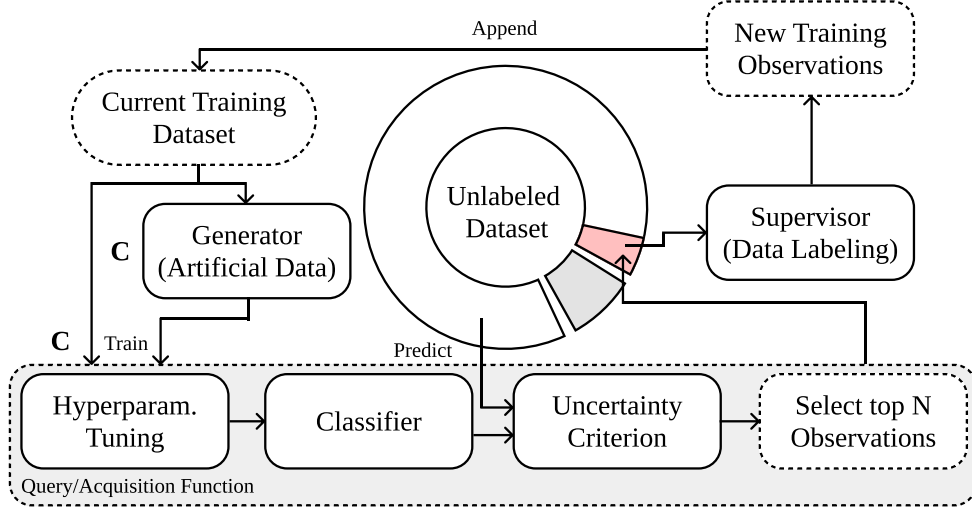 Append
New Training
Observations
Current Training
Dataset
Unlabeled
Dataset
Supervisor
(Data Labeling)
C
Generator
(Artificial Data)
C
Train
Predict
Hyperparam.
Tuning
Classifier
Uncertainty
Criterion
Select top N
Observations
Query/Acquisition Function